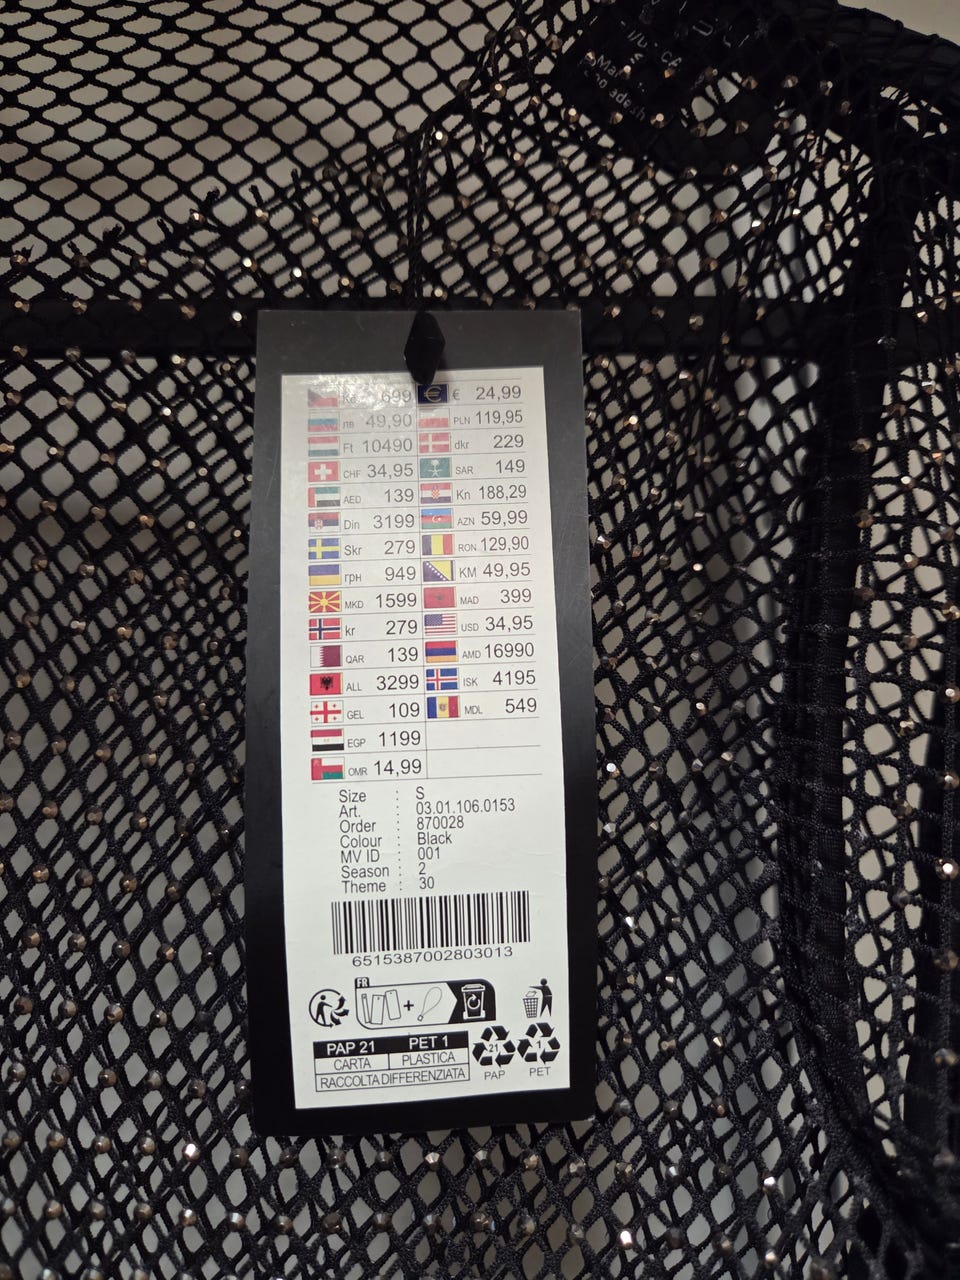 Made
699 € 24,99
лв 49,90 PLN 119,95
Ft 10490 dkr 229
CHF 34,95 SAR 149
AED 139 Kn 188,29
Din 3199 AZN 59,99
Skr 279 RON 129,90
грн 949 KM 49,95
MKD 1599 MAD 399
kr 279 USD 34,95
QAR 139 AMD 16990
ALL 3299 ISK 4195
GEL 109 MDL 549
EGP 1199
OMR 14,99
Size : S
Art. : 03.01.106.0153
Order : 870028
Colour : Black
MV ID : 001
Season : 2
Theme : 30
6515387002803013
FR
+
PAP 21 PET 1
CARTA PLASTICA
RACCOLTA DIFFERENZIATA
21 1
PAP PET